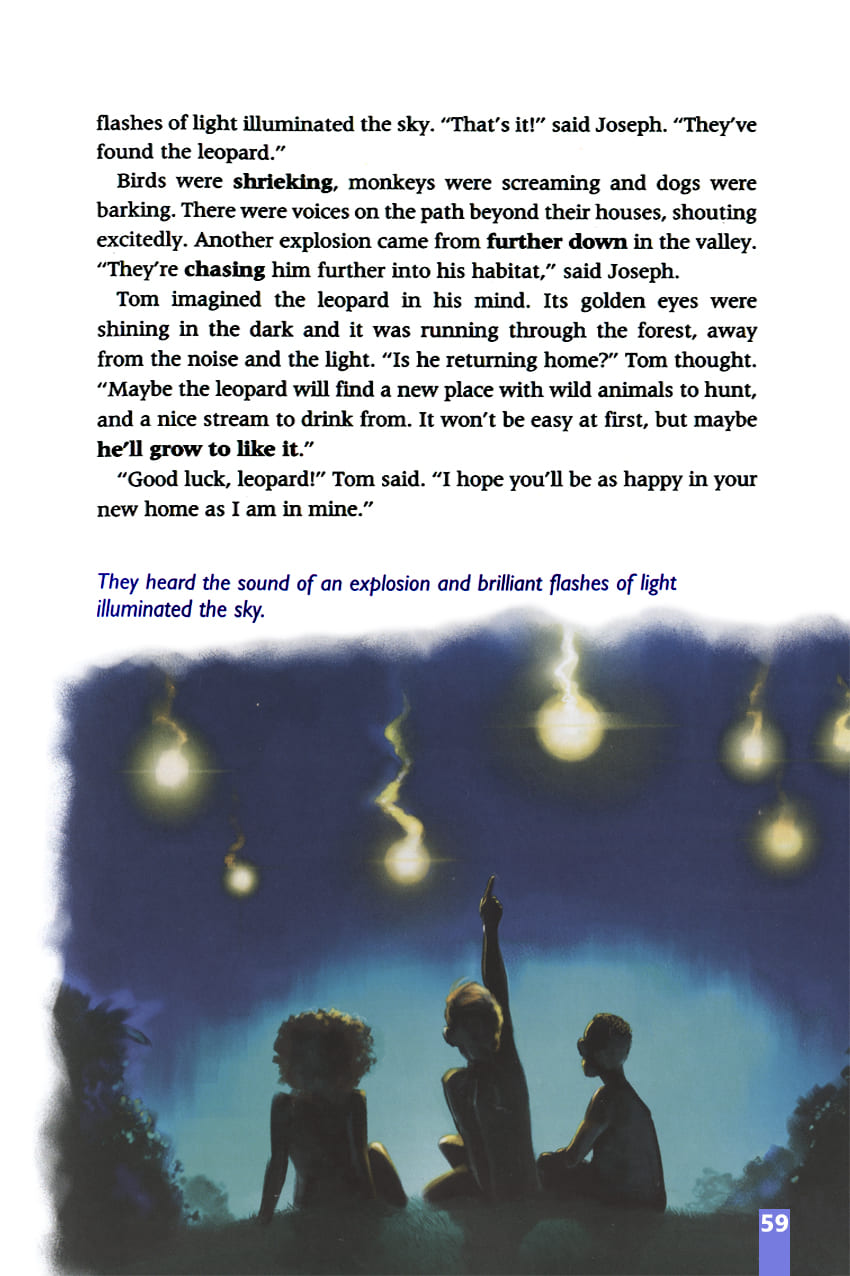 flashes of light illuminated the sky. “That’s it!” said Joseph. “They’ve
found the leopard.”
Birds were shrieking, monkeys were screaming and dogs were
barking. There were voices on the path beyond their houses, shouting
excitedly. Another explosion came from further down in the valley.
“They’re chasing him further into his habitat,” said Joseph.
Tom imagined the leopard in his mind. Its golden eyes were
shining in the dark and it was running through the forest, away
from the noise and the light. “Is he returning home?” Tom thought.
“Maybe the leopard will find a new place with wild animals to hunt,
and a nice stream to drink from. It won’t be easy at first, but maybe
he’ll grow to like it.”
“Good luck, leopard!” Tom said. “I hope you’ll be as happy in your
new home as I am in mine.”
They heard the sound of an explosion and brilliant flashes of light
illuminated the sky.
59